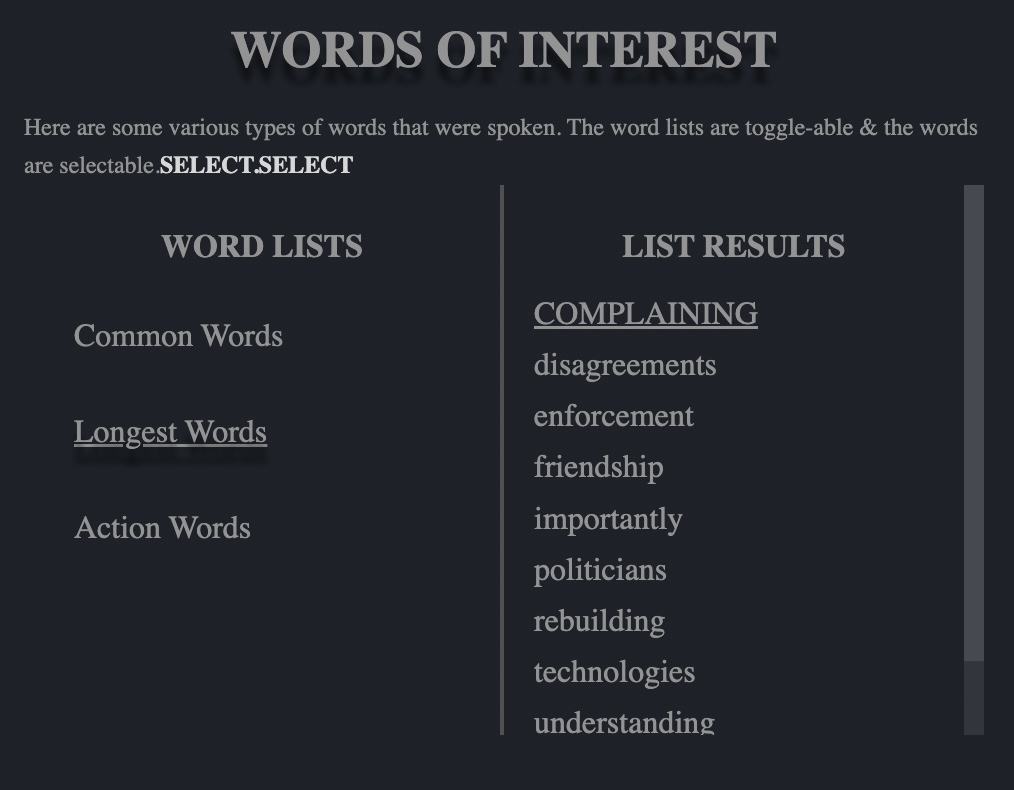 WORDS OF INTEREST
Here are some various types of words that were spoken. The word lists are toggle-able & the words
are selectable.SELECT.SELECT
WORD LISTS
Common Words
Longest Words
Action Words
LIST RESULTS
COMPLAINING
disagreements
enforcement
friendship
importantly
politicians
rebuilding
technologies
understanding